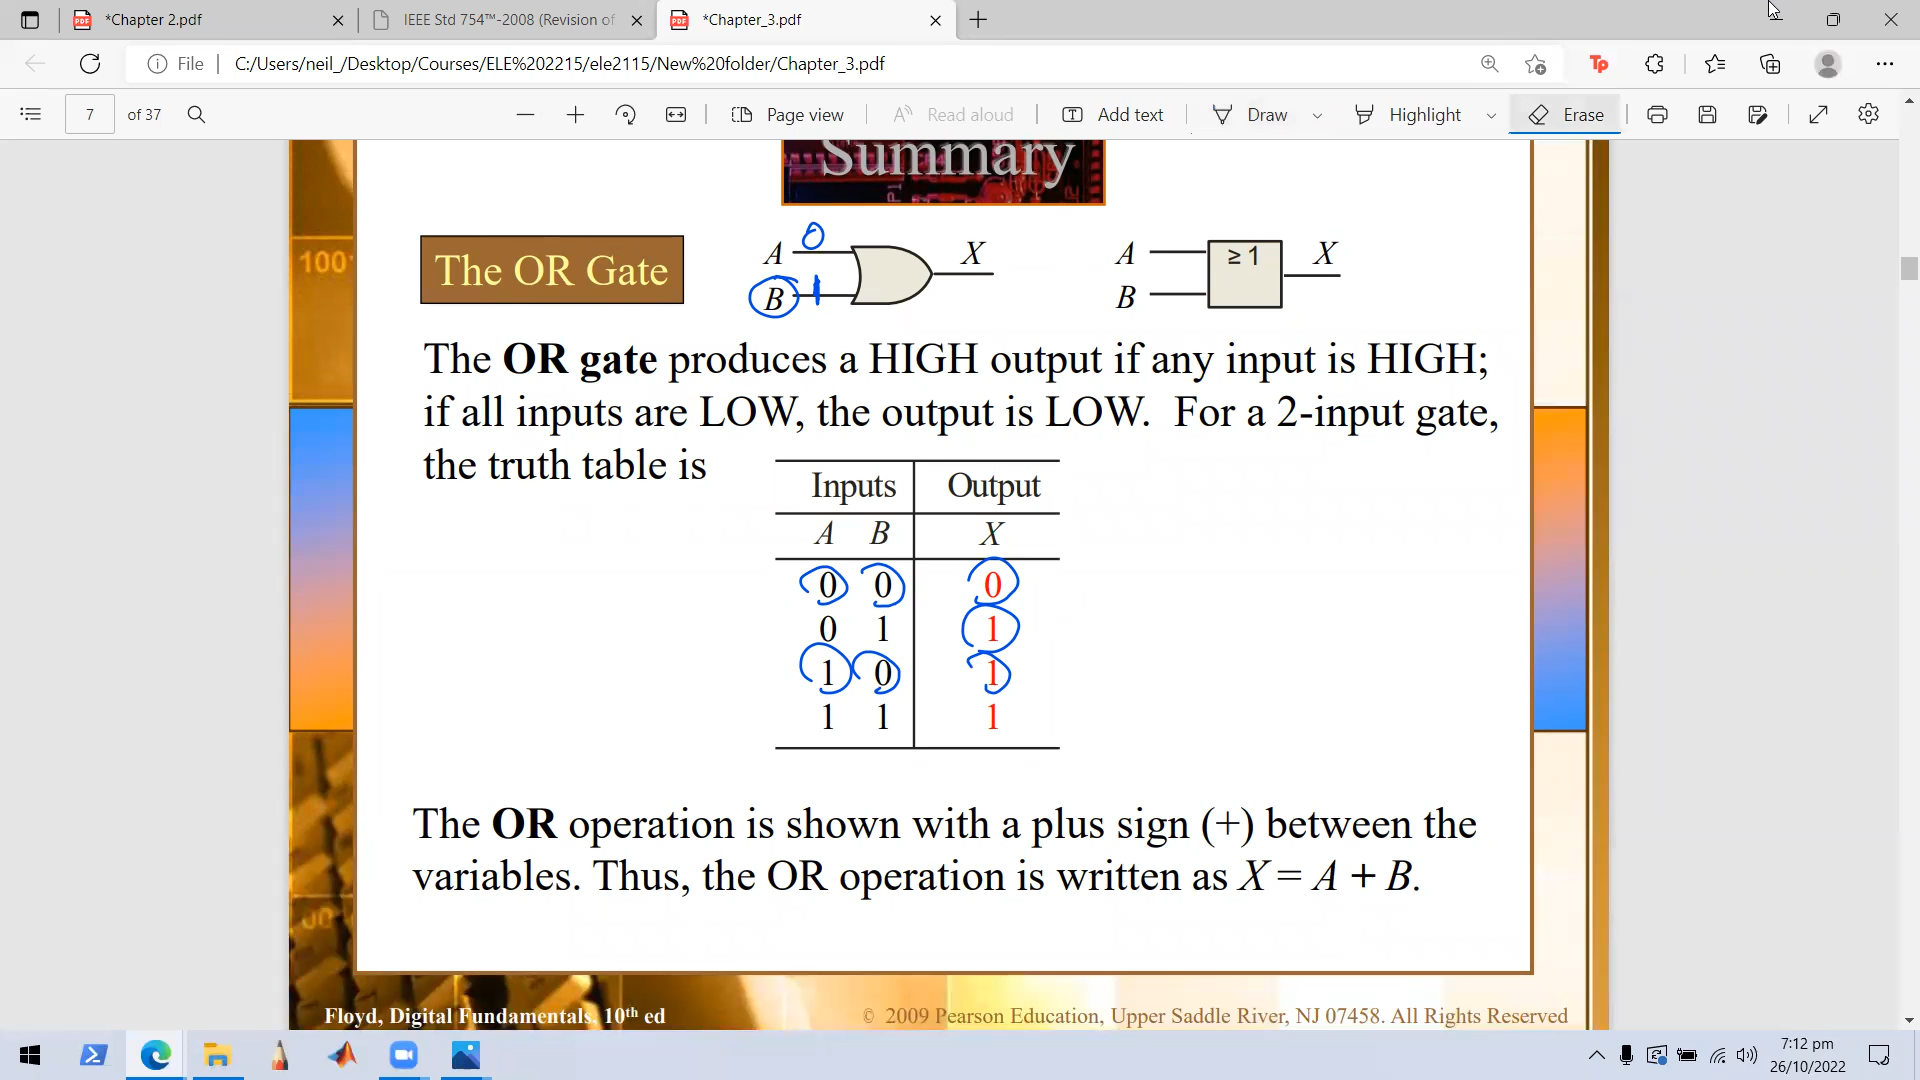 *Chapter 2.pdf
IEEE Std 754™-2008 (Revision of
*Chapter_3.pdf
File
C:/Users/neil_/Desktop/Courses/ELE%202215/ele2115/New%20folder/Chapter_3.pdf
Tp
7 of 37
Page view
Read aloud
Add text
Draw
Highlight
Erase
Summary
100
The OR Gate
A 0 X
B 1
A ≥ 1 X
B
The OR gate produces a HIGH output if any input is HIGH;
if all inputs are LOW, the output is LOW. For a 2-input gate,
the truth table is
Inputs Output
A B X
0 0 0
0 1 1
1 0 1
1 1 1
The OR operation is shown with a plus sign (+) between the
variables. Thus, the OR operation is written as X = A + B.
Floyd, Digital Fundamentals, 10th ed
© 2009 Pearson Education, Upper Saddle River, NJ 07458. All Rights Reserved
7:12 pm
26/10/2022